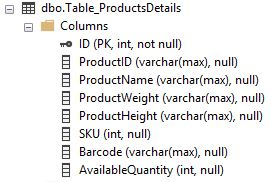 dbo.Table_ProductsDetails
Columns
ID (PK, int, not null)
ProductID (varchar(max), null)
ProductName (varchar(max), null)
ProductWeight (varchar(max), null)
ProductHeight (varchar(max), null)
SKU (int, null)
Barcode (varchar(max), null)
AvailableQuantity (int, null)